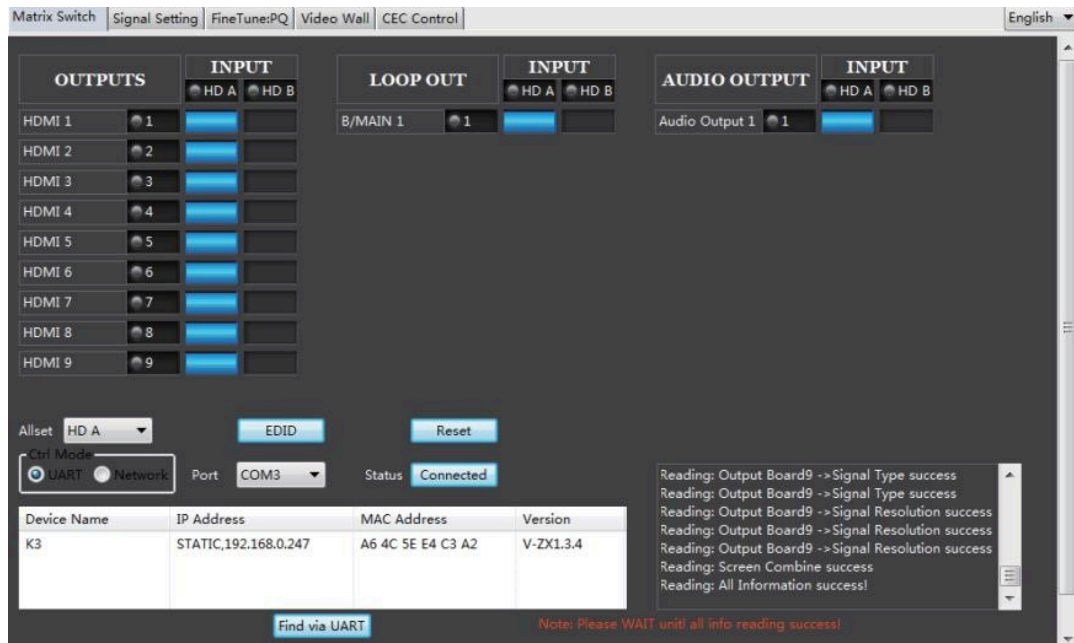 Matrix Switch Signal Setting FineTune:PQ Video Wall CEC Control English
OUTPUTS INPUT LOOP OUT INPUT AUDIO OUTPUT INPUT
HD A HD B HD A HD B HD A HD B
HDMI 1 1 B/MAIN 1 1 Audio Output 1 1
HDMI 2 2
HDMI 3 3
HDMI 4 4
HDMI 5 5
HDMI 6 6
HDMI 7 7
HDMI 8 8
HDMI 9 9
Allset HD A EDID Reset
Ctrl Mode
UART Network Port COM3 Status Connected
Device Name IP Address MAC Address Version
K3 STATIC,192.168.0.247 A6 4C 5E E4 C3 A2 V-ZX1.3.4
Reading: Output Board9 ->Signal Type success
Reading: Output Board9 ->Signal Type success
Reading: Output Board9 ->Signal Resolution success
Reading: Output Board9 ->Signal Resolution success
Reading: Output Board9 ->Signal Resolution success
Reading: Screen Combine success
Reading: All Information success!
Find via UART Note: Please WAIT unitl all info reading success!